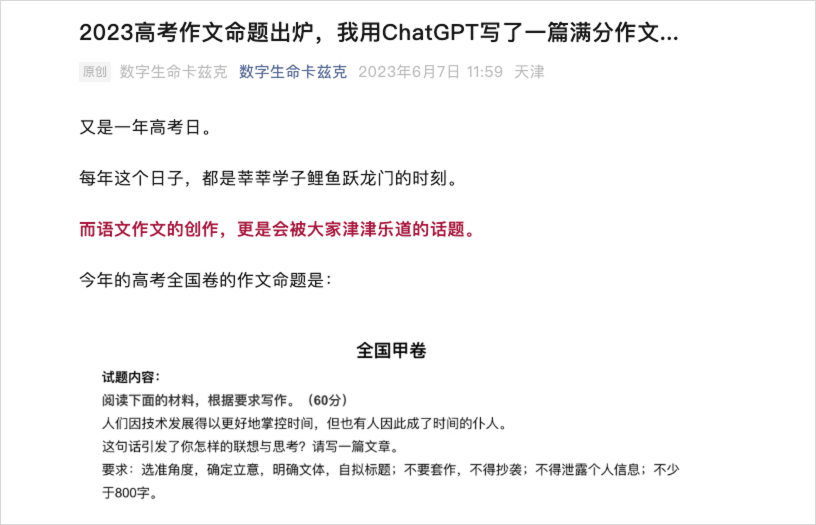 2023高考作文命题出炉，我用ChatGPT写了一篇满分作文...
原创 数字生命卡兹克 数字生命卡兹克 2023年6月7日 11:59 天津
又是一年高考日。
每年这个日子，都是莘莘学子鲤鱼跃龙门的时刻。
而语文作文的创作，更是会被大家津津乐道的话题。
今年的高考全国卷的作文命题是：
全国甲卷
试题内容：
阅读下面的材料，根据要求写作。（60分）
人们因技术发展得以更好地掌控时间，但也有人因此成了时间的仆人。
这句话引发了你怎样的联想与思考？请写一篇文章。
要求：选准角度，确定立意，明确文体，自拟标题；不要套作，不得抄袭；不得泄露个人信息；不少
于800字。